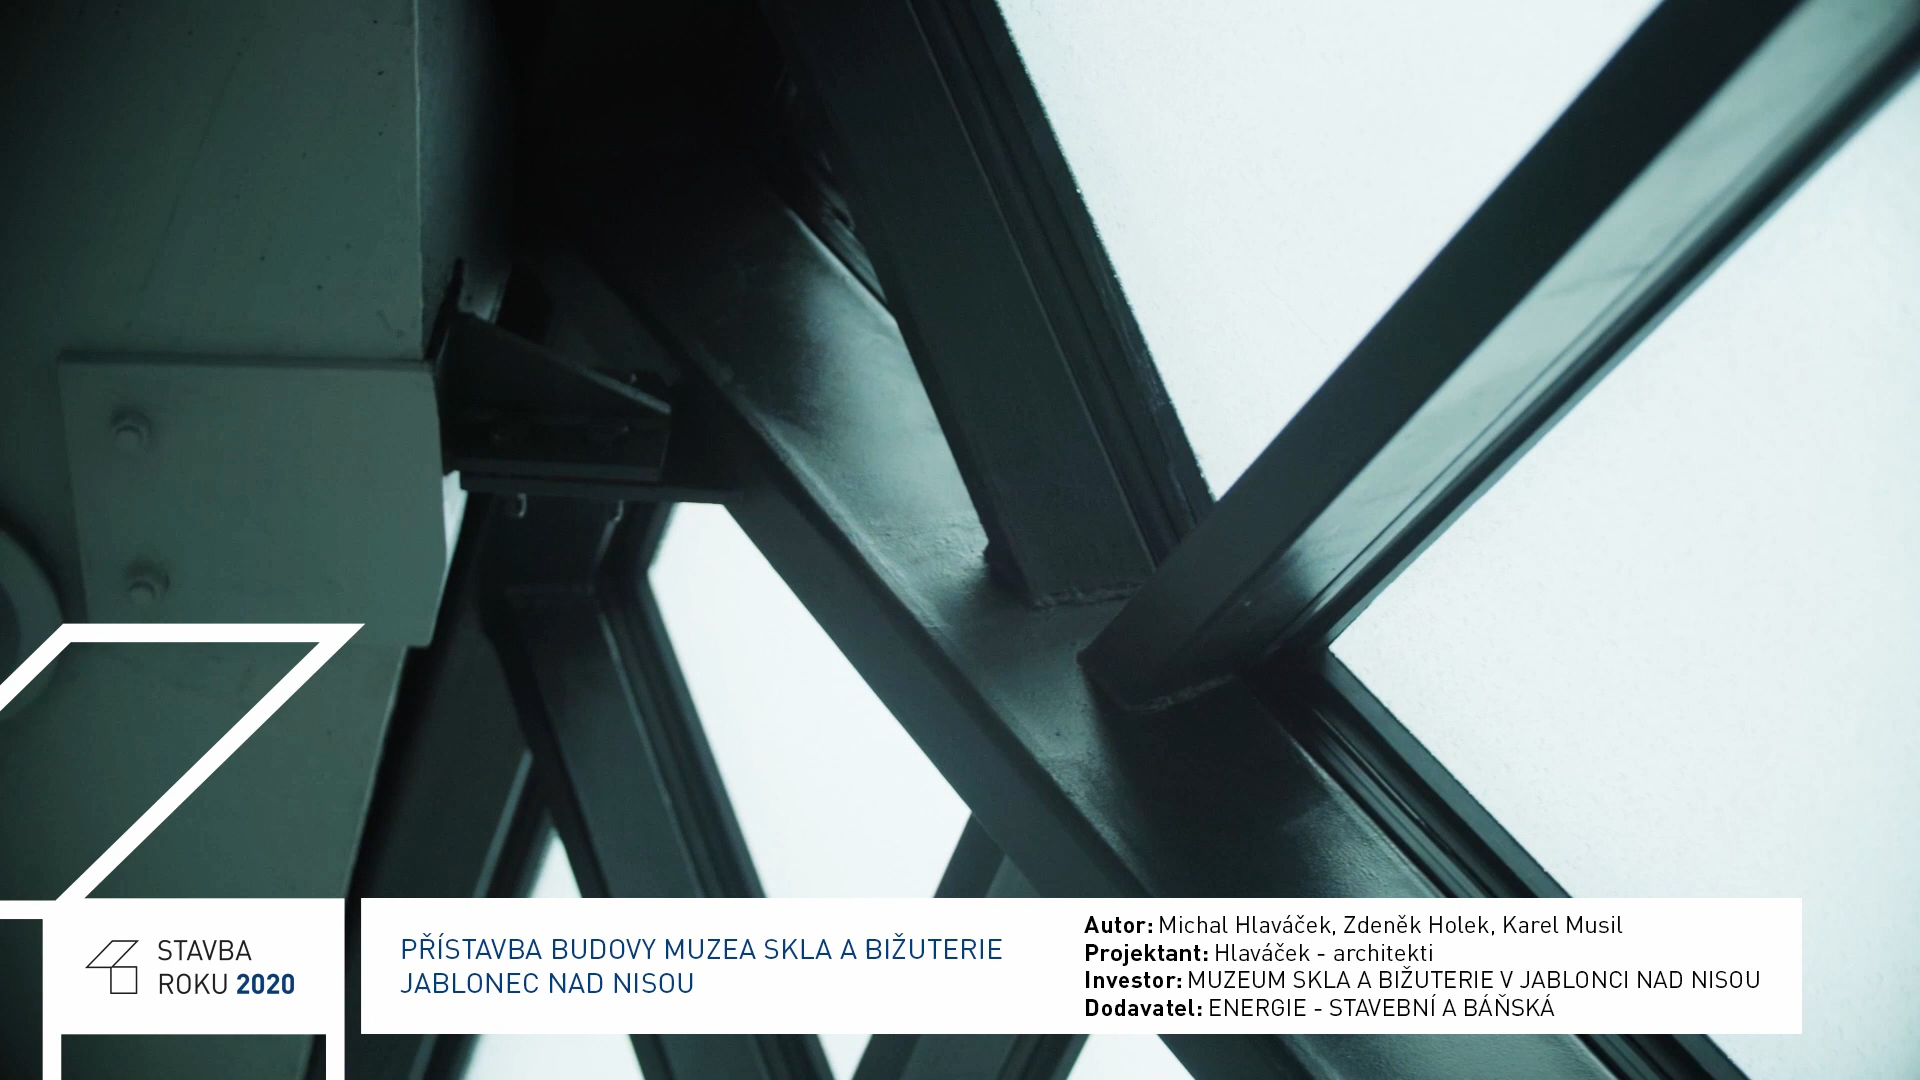 STAVBA
ROKU 2020
PŘÍSTAVBA BUDOVY MUZEA SKLA A BIŽUTERIE
JABLONEC NAD NISOU
Autor: Michal Hlaváček, Zdeněk Holek, Karel Musil
Projektant: Hlaváček - architekti
Investor: MUZEUM SKLA A BIŽUTERIE V JABLONCI NAD NISOU
Dodavatel: ENERGIE - STAVEBNÍ A BÁŇSKÁ